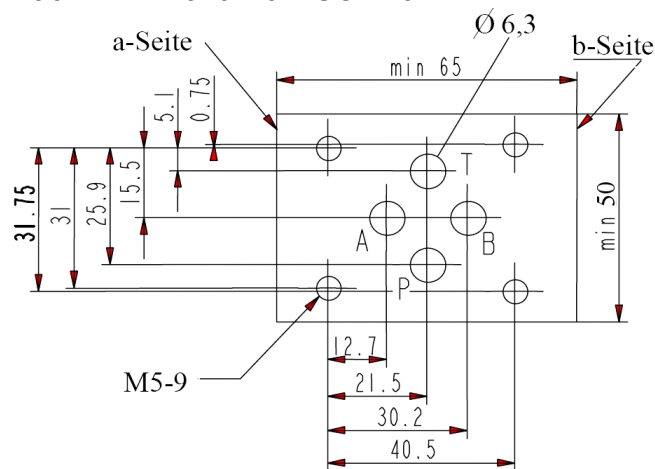 Ø 6,3
a-Seite
b-Seite
min 65
5.1
0.75
15.5
25.9
31
31.75
min 50
T
A
B
P
M5-9
12.7
21.5
30.2
40.5